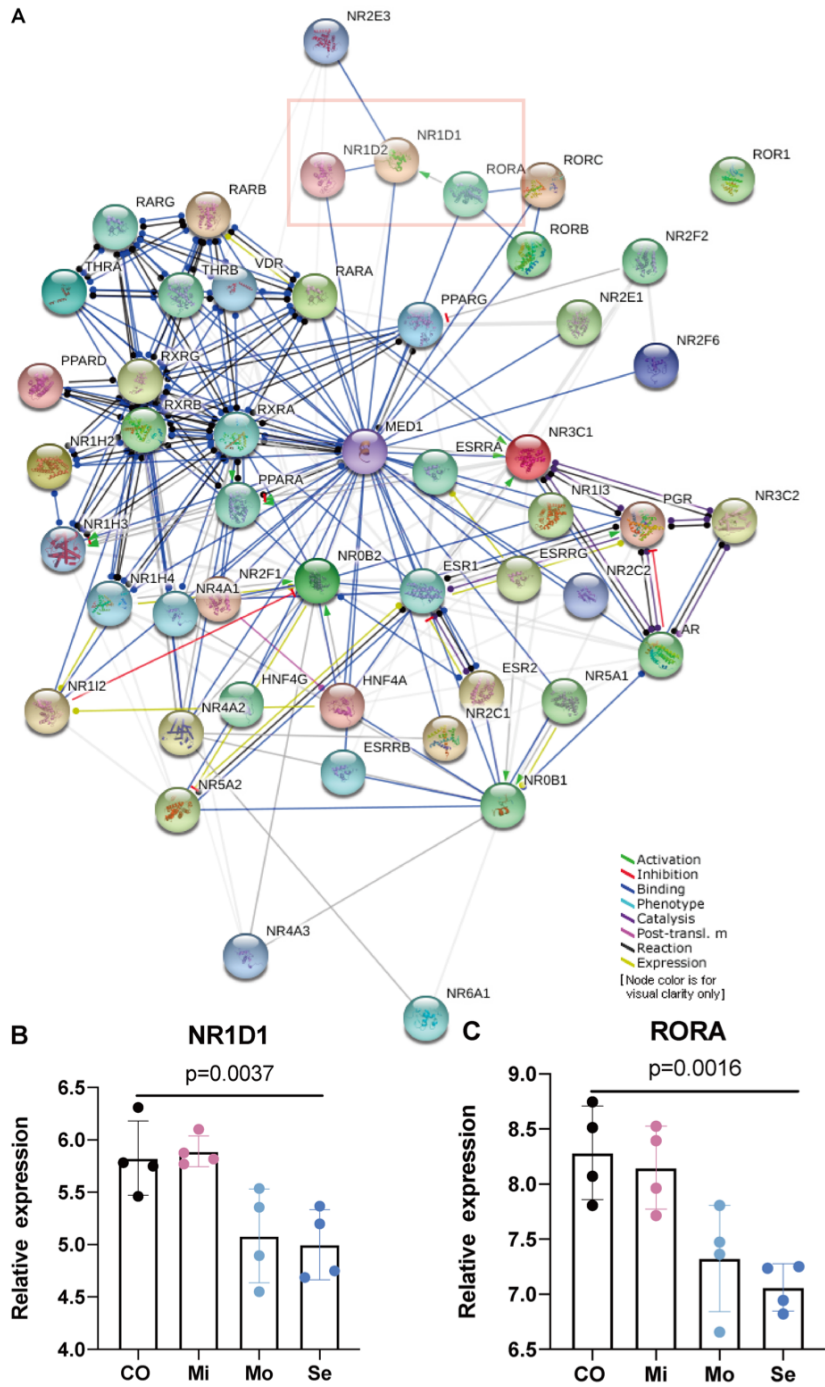 A
NR2E3
NR1D1
NR1D2
RORA
RORC
ROR1
RARG
RARB
RORB
NR2F2
THRA
THRB
VDR
RARA
PPARG
NR2E1
PPARD
RXRG
NR2F6
RXRB
RXRA
MED1
NR1H2
ESRRA
NR3C1
PPARA
NR1I3
PGR
NR3C2
NR1H3
ESRRG
NR1H4
NR4A1
NR2F1
NR0B2
ESR1
NR2C2
AR
NR1I2
HNF4G
HNF4A
ESR2
NR5A1
NR4A2
NR2C1
ESRRB
NR5A2
NR0B1
NR4A3
NR6A1
Activation
Inhibition
Binding
Phenotype
Catalysis
Post-transl. m
Reaction
Expression
[Node color is for
visual clarity only]
B
NR1D1
p=0.0037
Relative expression
6.5
6.0
5.5
5.0
4.5
4.0
CO Mi Mo Se
C
RORA
p=0.0016
Relative expression
9.0
8.5
8.0
7.5
7.0
6.5
CO Mi Mo Se